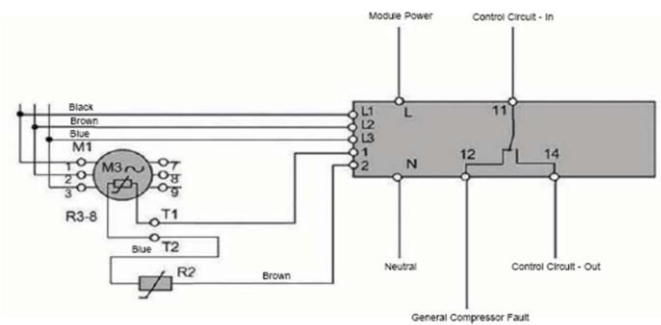 Module Power
Control Circuit - In
Black
Brown
Blue
L1
L2
L3
1
2
L
11
N
12
14
M1
1
2
3
M3~
7
8
9
R3-8
T1
T2
Blue
R2
Brown
Neutral
Control Circuit - Out
General Compressor Fault